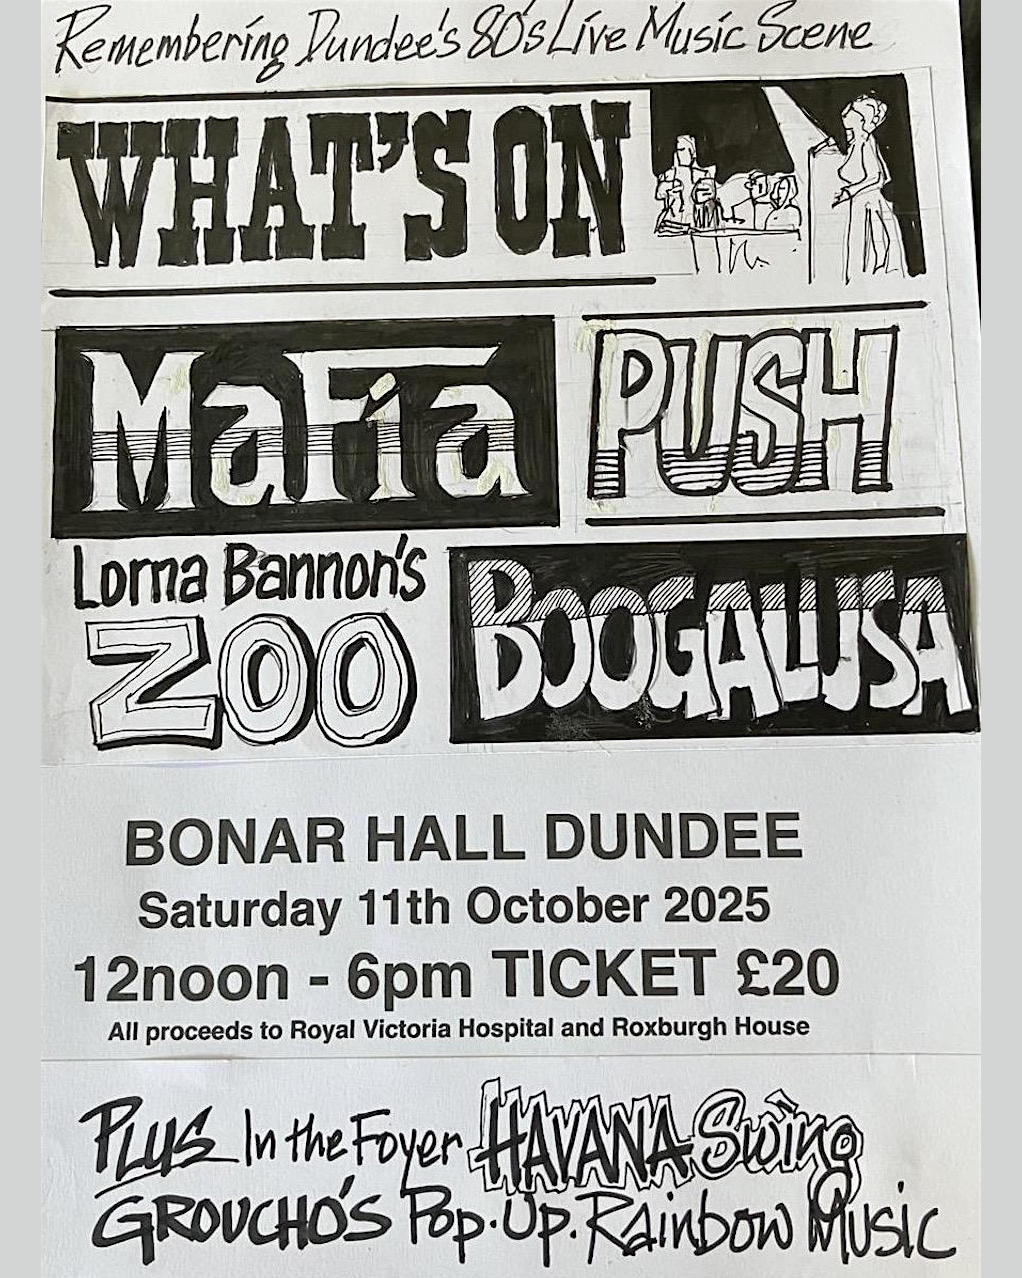 Remembering Dundee's 80's Live Music Scene
WHAT'S ON
MaFia PUSH
Lorna Bannon's
ZOO BOOGALUSA
BONAR HALL DUNDEE
Saturday 11th October 2025
12noon - 6pm TICKET £20
All proceeds to Royal Victoria Hospital and Roxburgh House
PLUS In the Foyer HAVANA Swing
GROUCHO'S Pop-Up. Rainbow Music